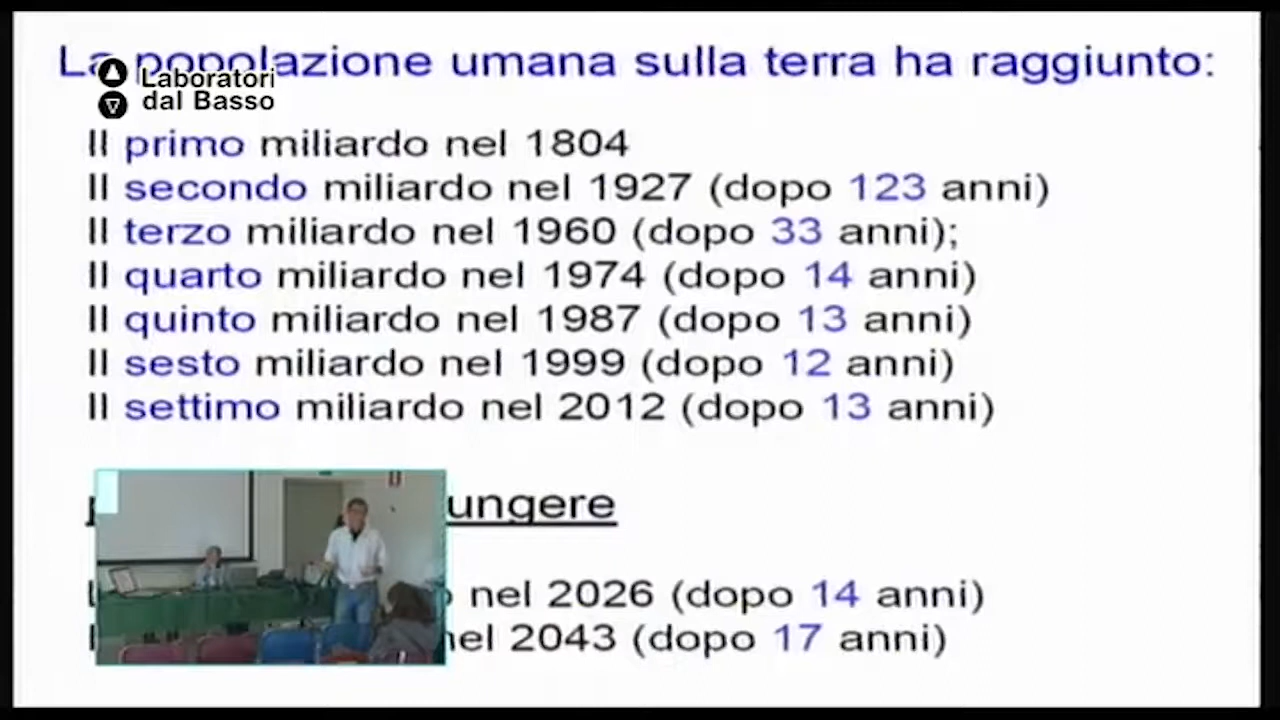 La popolazione umana sulla terra ha raggiunto:
Laboratori
dal Basso
Il primo miliardo nel 1804
Il secondo miliardo nel 1927 (dopo 123 anni)
Il terzo miliardo nel 1960 (dopo 33 anni);
Il quarto miliardo nel 1974 (dopo 14 anni)
Il quinto miliardo nel 1987 (dopo 13 anni)
Il sesto miliardo nel 1999 (dopo 12 anni)
Il settimo miliardo nel 2012 (dopo 13 anni)
ungere
nel 2026 (dopo 14 anni)
nel 2043 (dopo 17 anni)